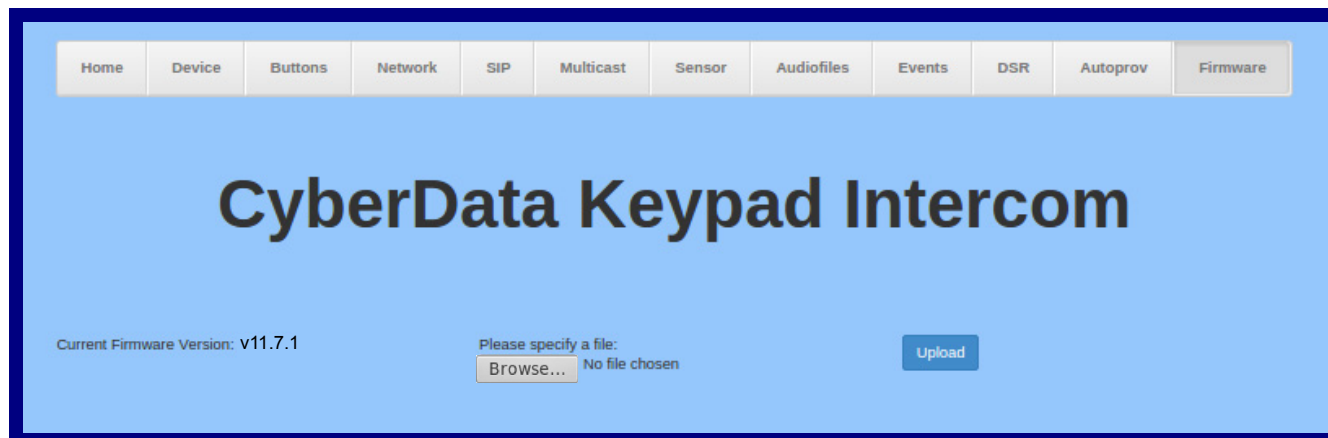 Home Device Buttons Network SIP Multicast Sensor Audiofiles Events DSR Autoprov Firmware
CyberData Keypad Intercom
Current Firmware Version: v11.7.1
Please specify a file:
Browse... No file chosen
Upload